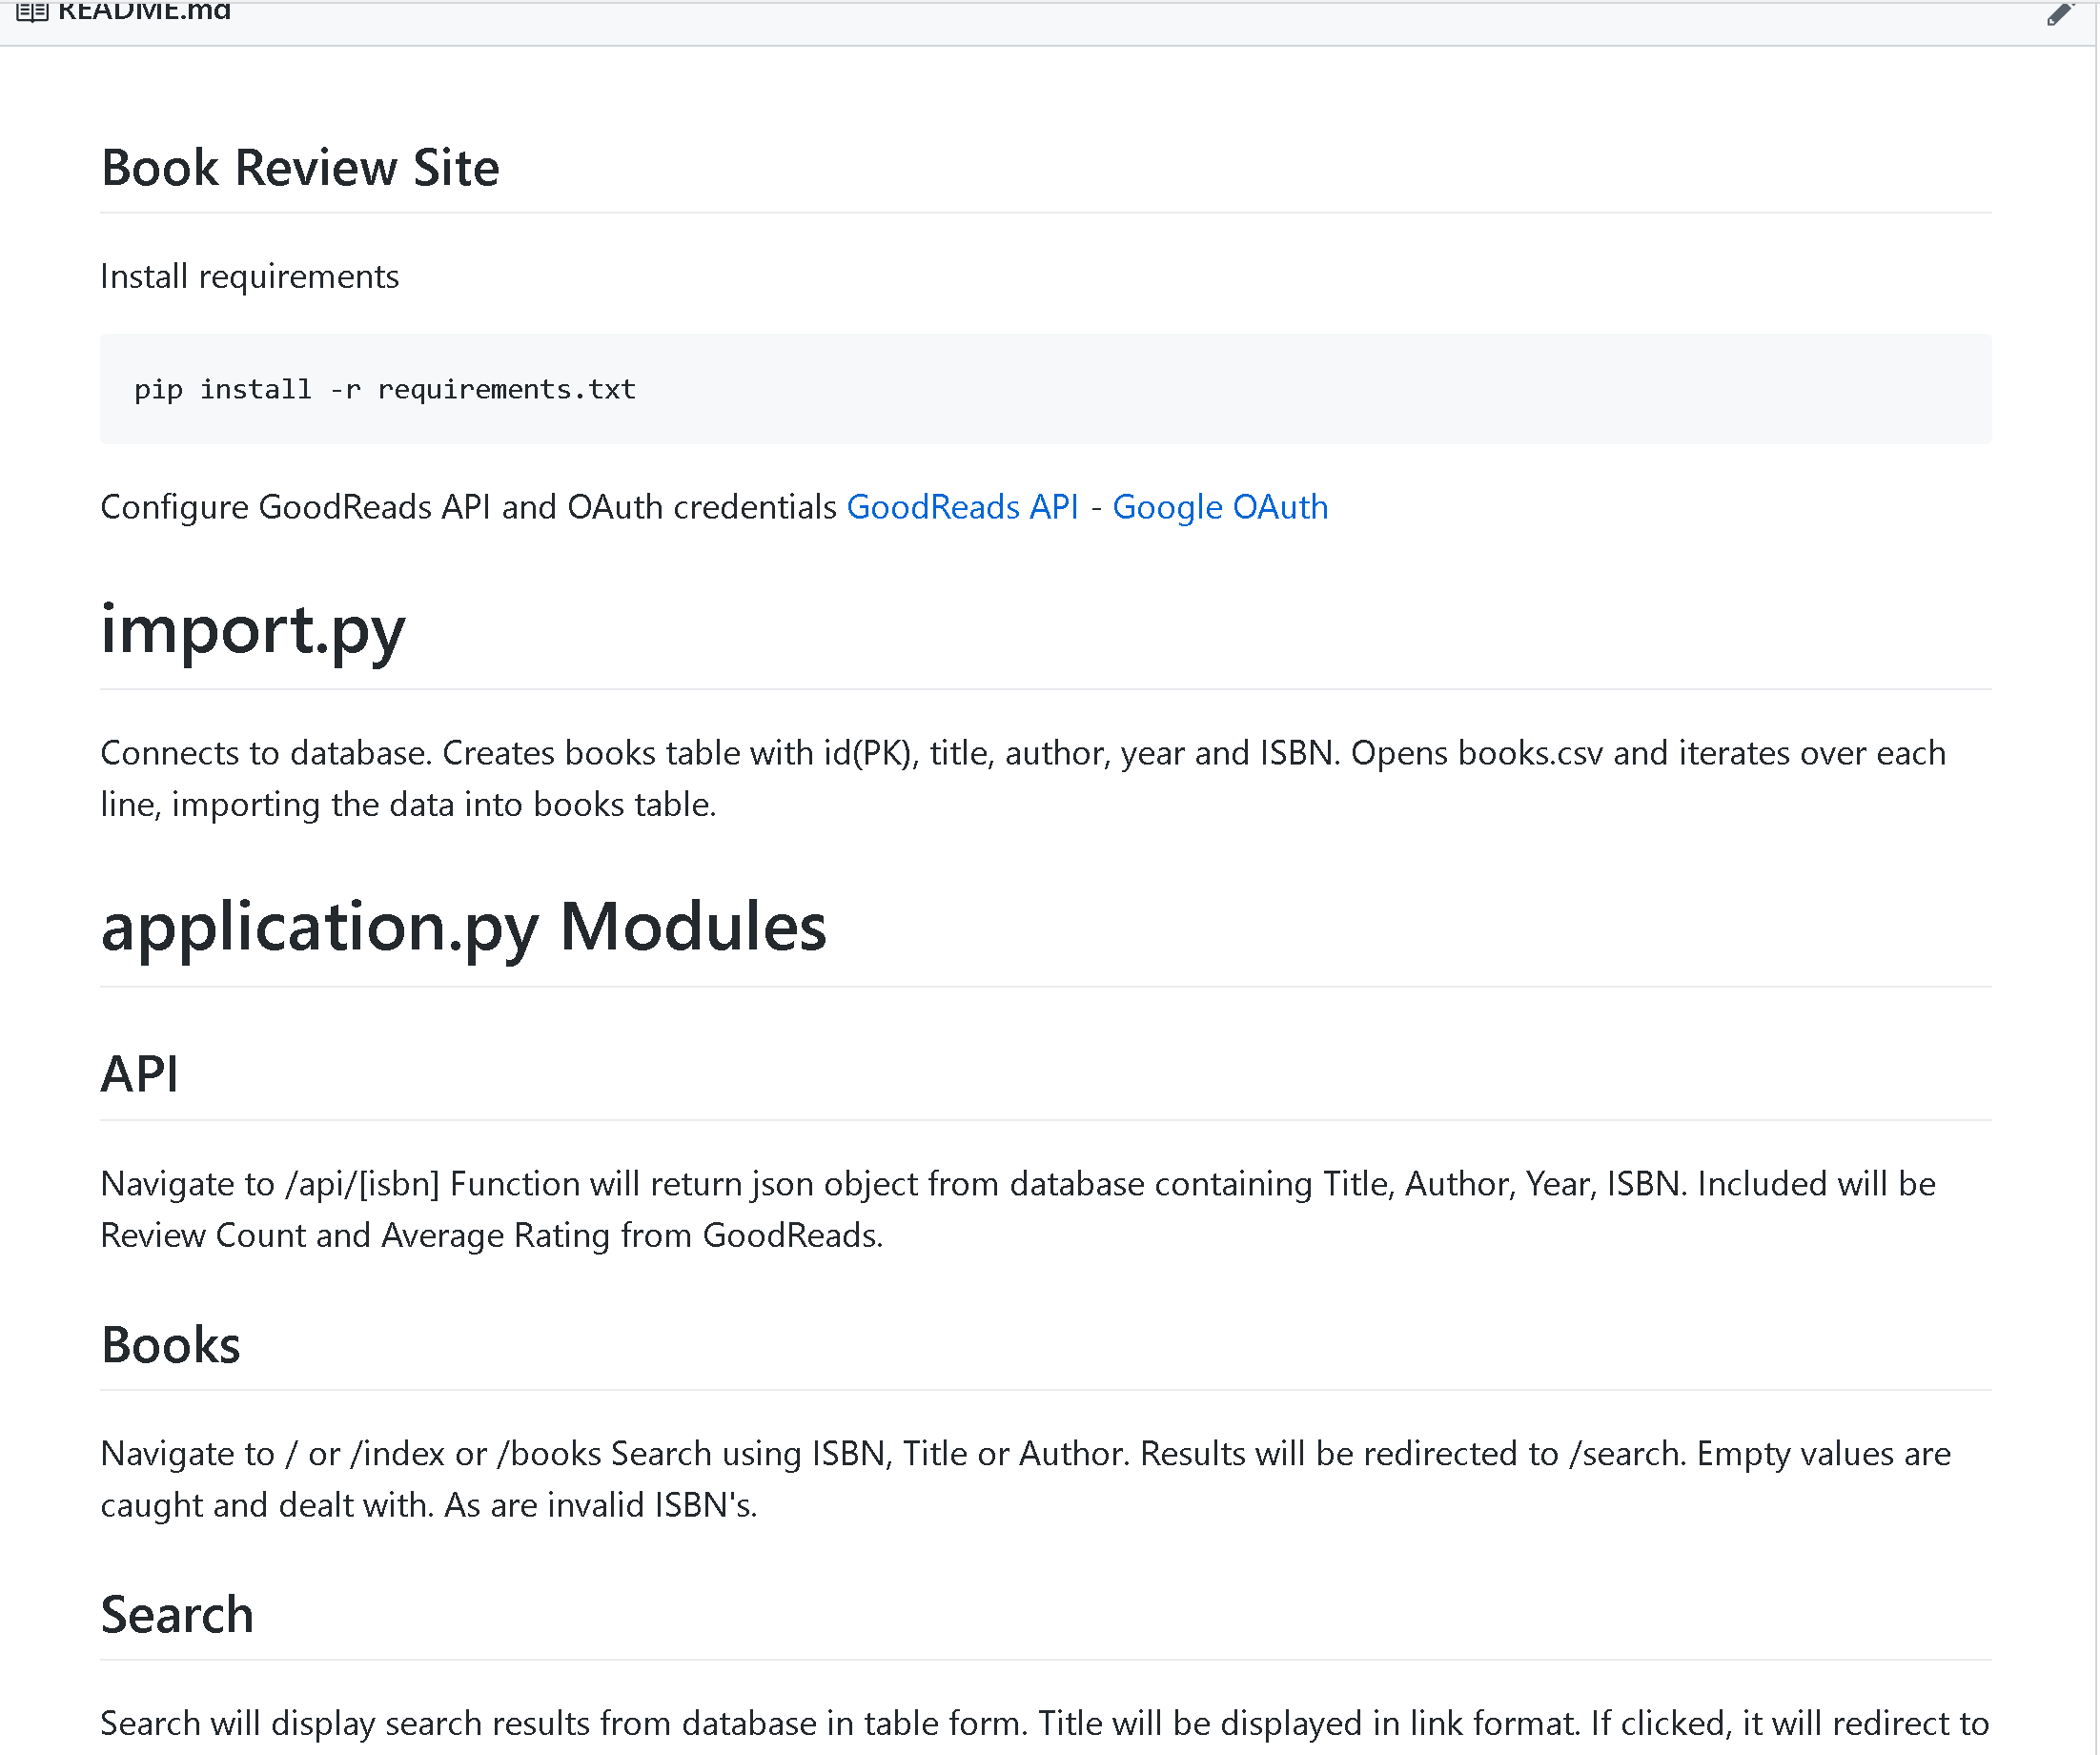 README.md
Book Review Site
Install requirements
pip install -r requirements.txt
Configure GoodReads API and OAuth credentials GoodReads API - Google OAuth
import.py
Connects to database. Creates books table with id(PK), title, author, year and ISBN. Opens books.csv and iterates over each
line, importing the data into books table.
application.py Modules
API
Navigate to /api/[isbn] Function will return json object from database containing Title, Author, Year, ISBN. Included will be
Review Count and Average Rating from GoodReads.
Books
Navigate to / or /index or /books Search using ISBN, Title or Author. Results will be redirected to /search. Empty values are
caught and dealt with. As are invalid ISBN's.
Search
Search will display search results from database in table form. Title will be displayed in link format. If clicked, it will redirect to